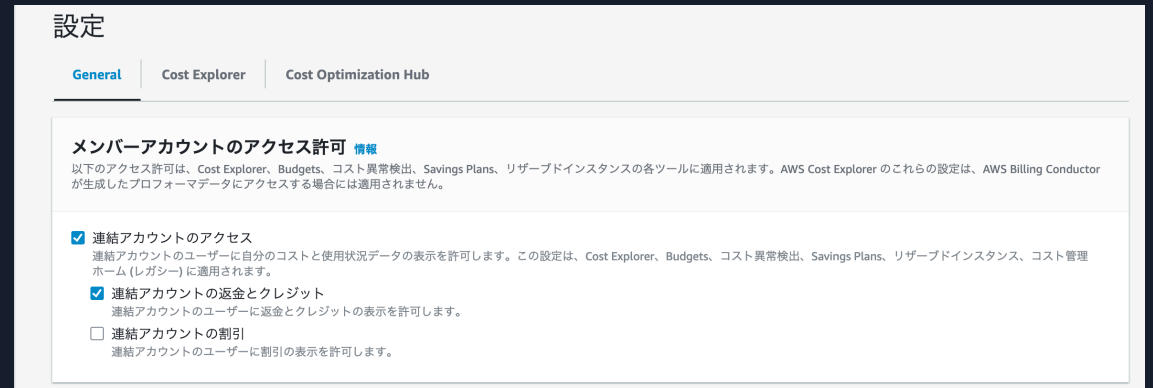 設定
General
Cost Explorer
Cost Optimization Hub
メンバーアカウントのアクセス許可 情報
以下のアクセス許可は、Cost Explorer、Budgets、コスト異常検出、Savings Plans、リザーブドインスタンスの各ツールに適用されます。AWS Cost Explorer のこれらの設定は、AWS Billing Conductor
が生成したプロフォーマデータにアクセスする場合には適用されません。
連結アカウントのアクセス
連結アカウントのユーザーに自分のコストと使用状況データの表示を許可します。この設定は、Cost Explorer、Budgets、コスト異常検出、Savings Plans、リザーブドインスタンス、コスト管理
ホーム (レガシー) に適用されます。
連結アカウントの返金とクレジット
連結アカウントのユーザーに返金とクレジットの表示を許可します。
連結アカウントの割引
連結アカウントのユーザーに割引の表示を許可します。